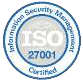 Information Security Management
ISO
27001
Certified